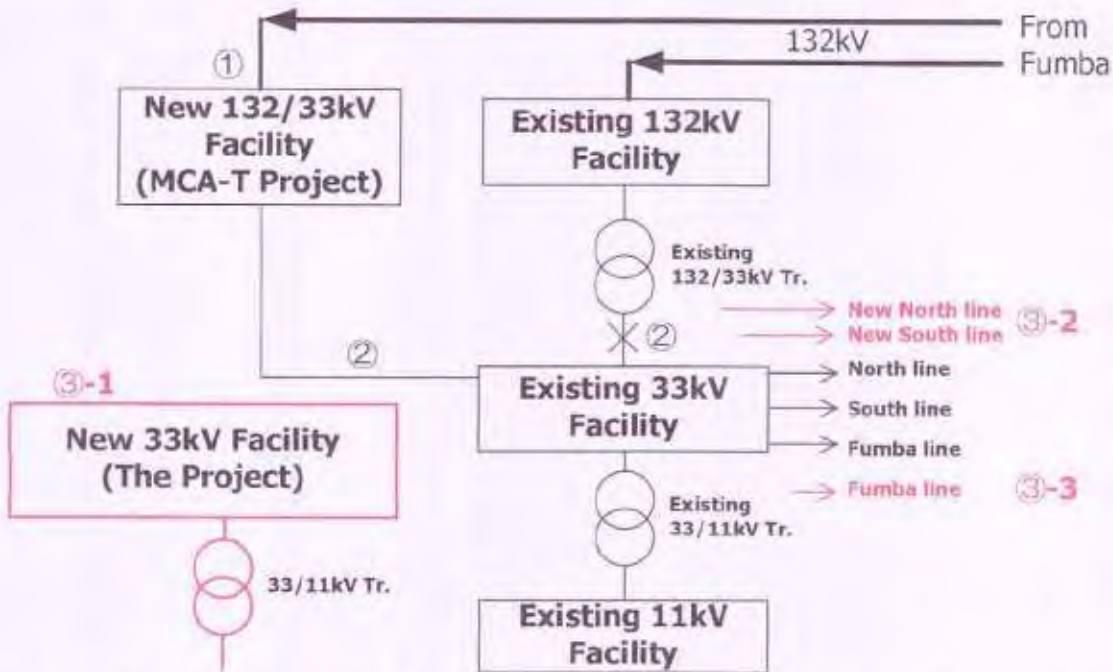 From
132kV
Fumba
①
New 132/33kV
Facility
(MCA-T Project)
Existing 132kV
Facility
Existing
132/33kV Tr.
New North line
③-2
New South line
②
②
North line
③-1
Existing 33kV
Facility
South line
New 33kV Facility
(The Project)
Fumba line
Fumba line
③-3
Existing
33/11kV Tr.
33/11kV Tr.
Existing 11kV
Facility